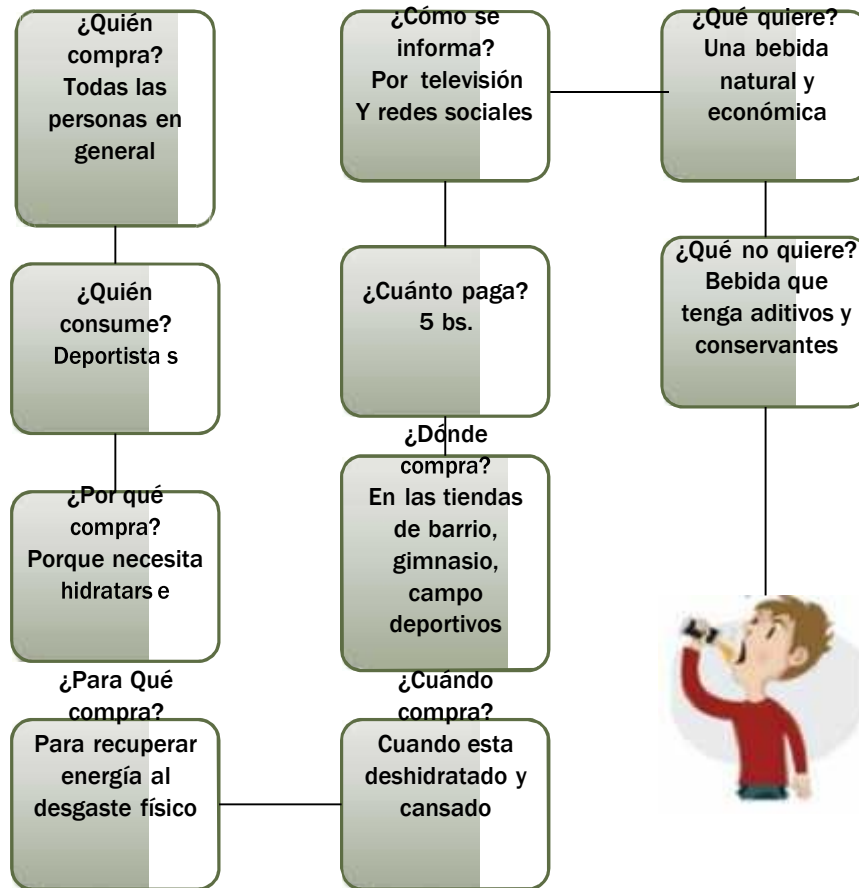 ¿Quién
compra?
Todas las
personas en
general
¿Quién
consume?
Deportista s
¿Por qué
compra?
Porque necesita
hidratars e
¿Para Qué
compra?
Para recuperar
energía al
desgaste físico
¿Cuándo
compra?
Cuando esta
deshidratado y
cansado
¿Dónde
compra?
En las tiendas
de barrio,
gimnasio,
campo
deportivos
¿Cuánto paga?
5 bs.
¿Cómo se
informa?
Por televisión
Y redes sociales
¿Qué quiere?
Una bebida
natural y
económica
¿Qué no quiere?
Bebida que
tenga aditivos y
conservantes